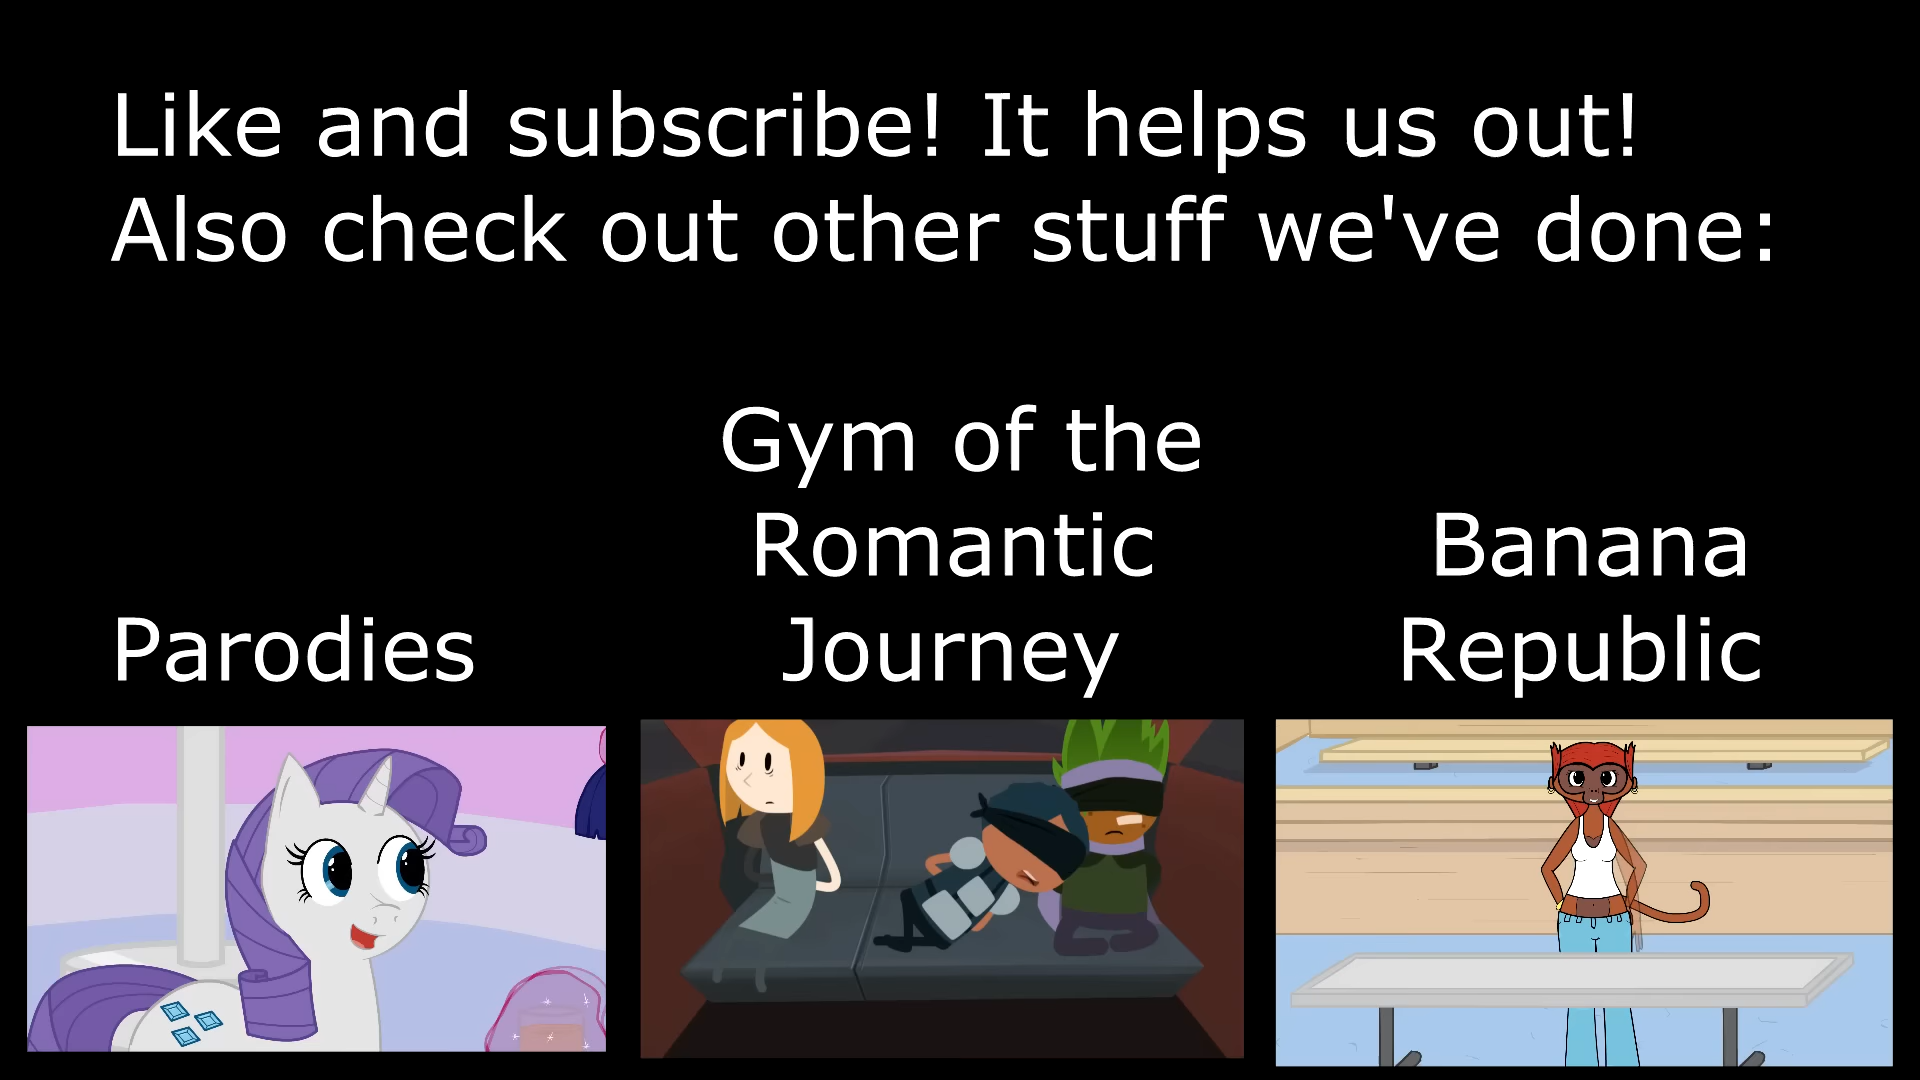 Like and subscribe! It helps us out!
Also check out other stuff we've done:
Parodies
Gym of the
Romantic
Journey
Banana
Republic